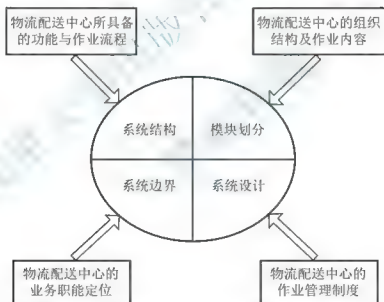 物流配送中心所具备
的功能与作业流程
物流配送中心的组织
结构及作业内容
系统结构
模块划分
系统边界
系统设计
物流配送中心的
业务职能定位
物流配送中心的
作业管理制度